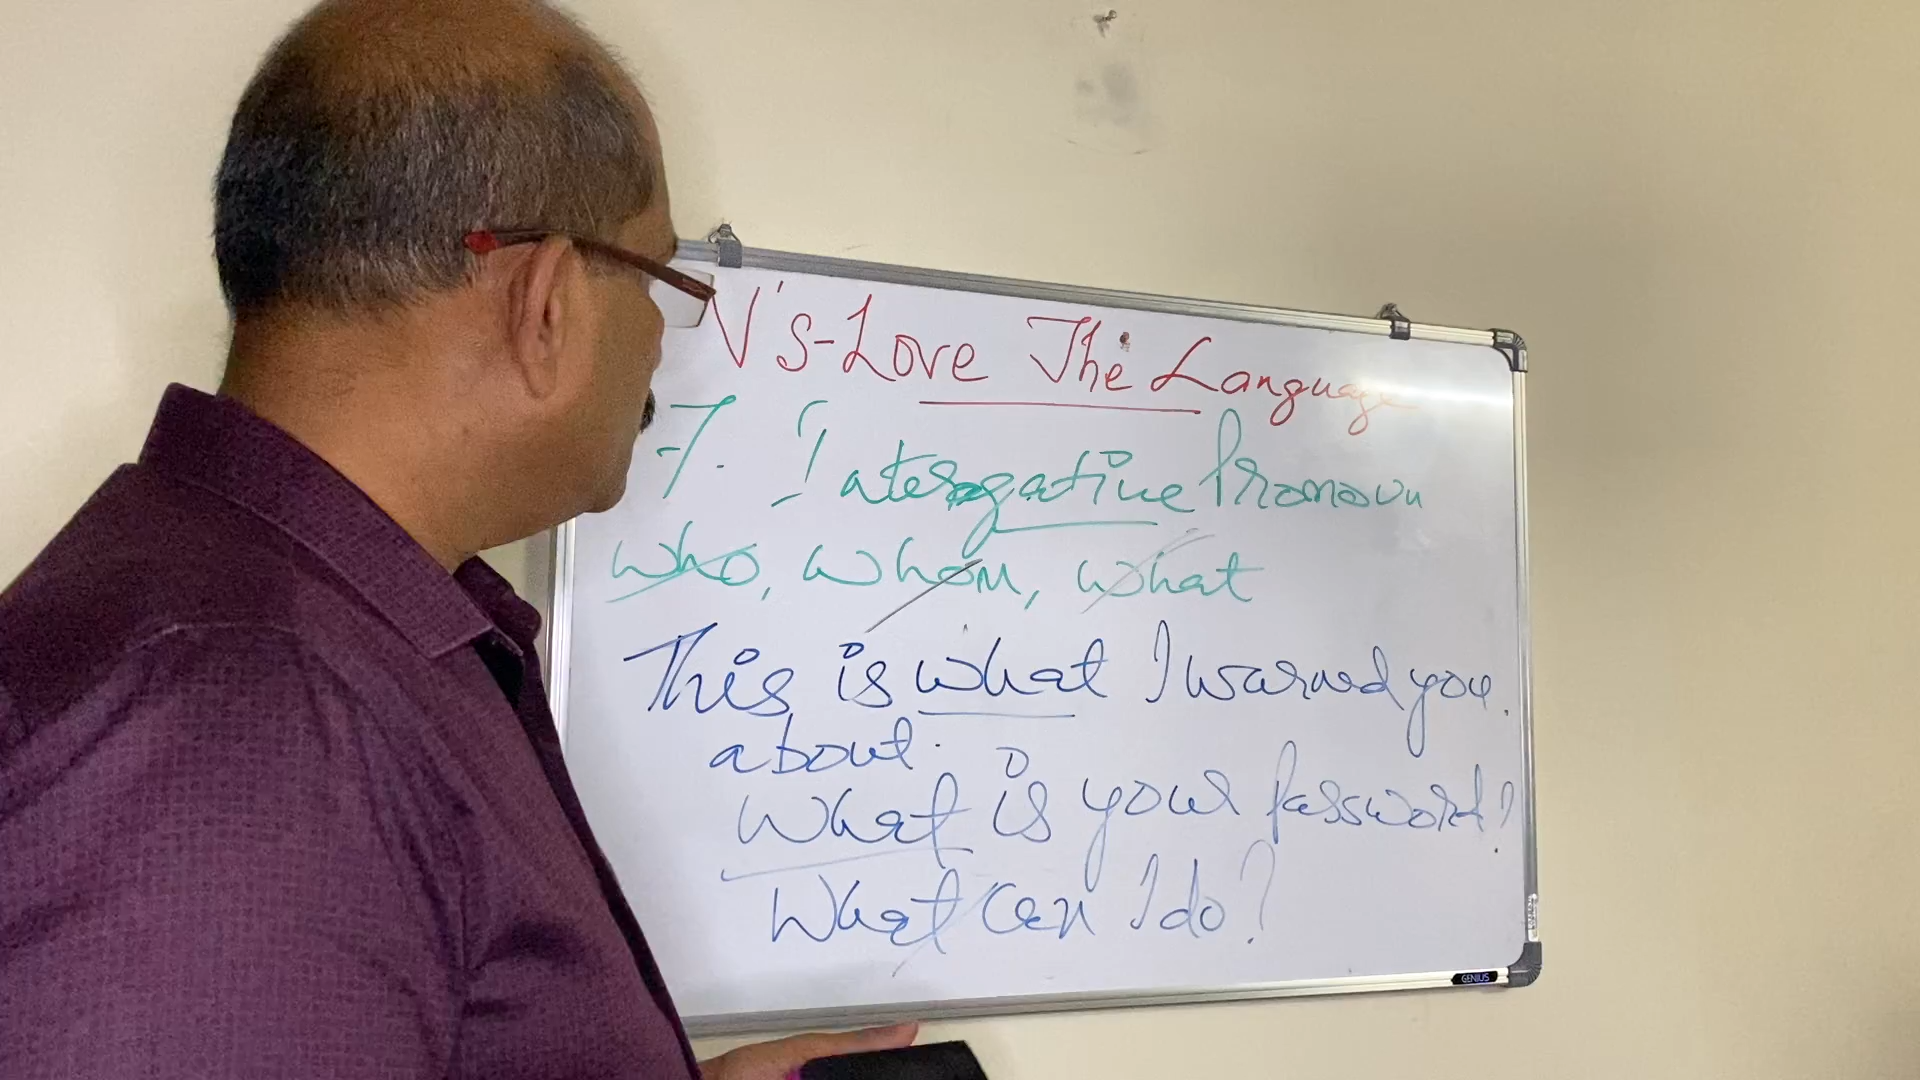 V's-Love The Language
7. Interogative Pronoun
who, whom, what
This is what I warned you.
about.
What is your Password?
What can I do?
GENIUS